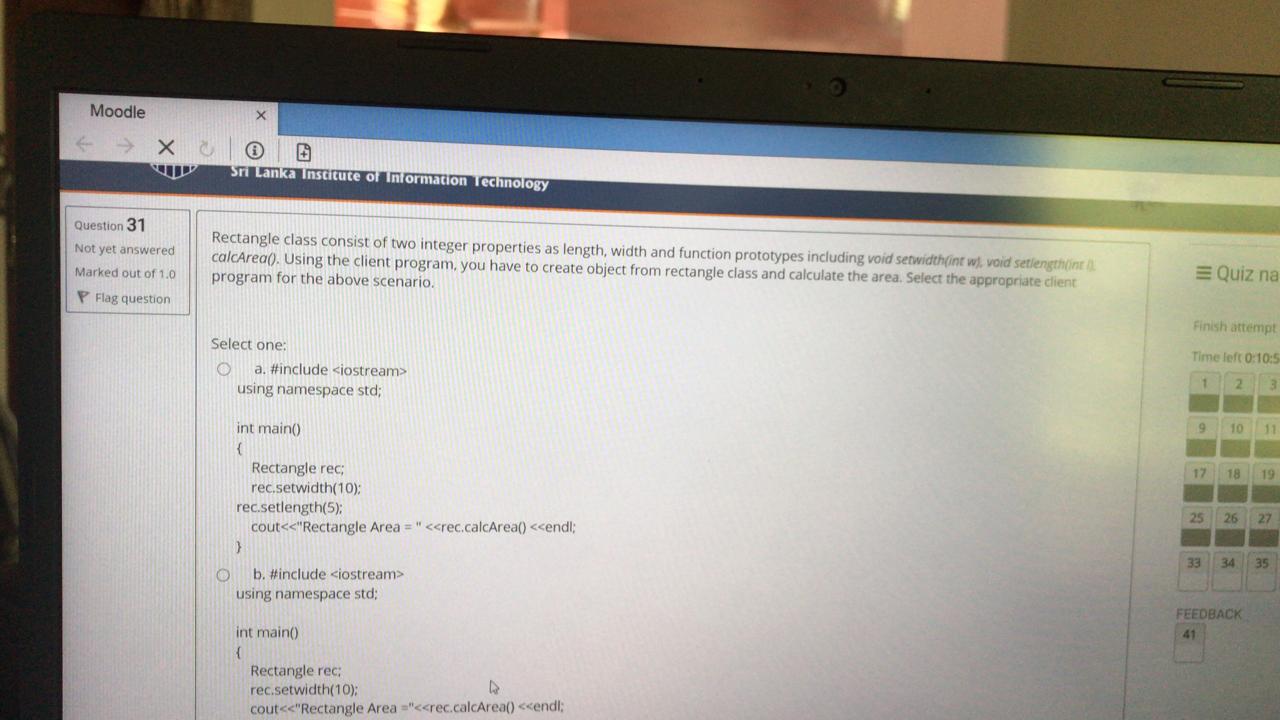 Moodle
Sri Lanka Institute of Information Technology
Question 31
Not yet answered
Marked out of 1.0
Flag question
Rectangle class consist of two integer properties as length, width and function prototypes including void setwidth(int w), void setlength(int l),
calcArea(). Using the client program, you have to create object from rectangle class and calculate the area. Select the appropriate client
program for the above scenario.
Select one:
a. #include <iostream>
using namespace std;
int main()
{
Rectangle rec;
rec.setwidth(10);
rec.setlength(5);
cout<<"Rectangle Area = " <<rec.calcArea() <<endl;
}
b. #include <iostream>
using namespace std;
int main()
{
Rectangle rec;
rec.setwidth(10);
cout<<"Rectangle Area ="<<rec.calcArea() <<endl;
Quiz na
Finish attempt
Time left 0:10:5
1 2 3
9 10 11
17 18 19
25 26 27
33 34 35
FEEDBACK
41